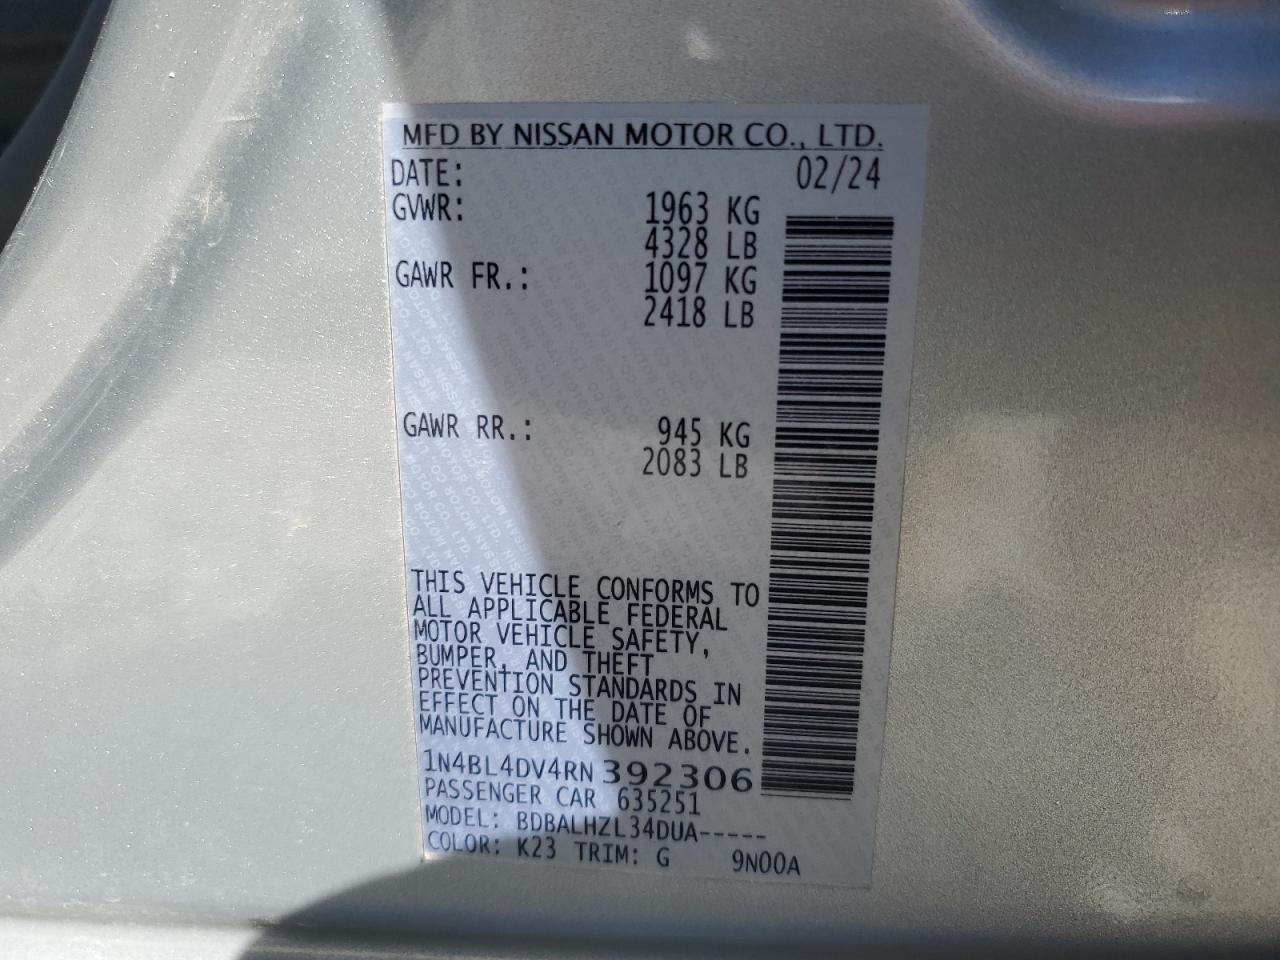 MFD BY NISSAN MOTOR CO., LTD.
DATE: 02/24
GVWR: 1963 KG
4328 LB
GAWR FR.: 1097 KG
2418 LB
GAWR RR.: 945 KG
2083 LB
THIS VEHICLE CONFORMS TO
ALL APPLICABLE FEDERAL
MOTOR VEHICLE SAFETY,
BUMPER, AND THEFT
PREVENTION STANDARDS IN
EFFECT ON THE DATE OF
MANUFACTURE SHOWN ABOVE.
1N4BL4DV4RN392306
PASSENGER CAR 635251
MODEL: BDBALHZL34DUA-----
COLOR: K23 TRIM: G 9N00A